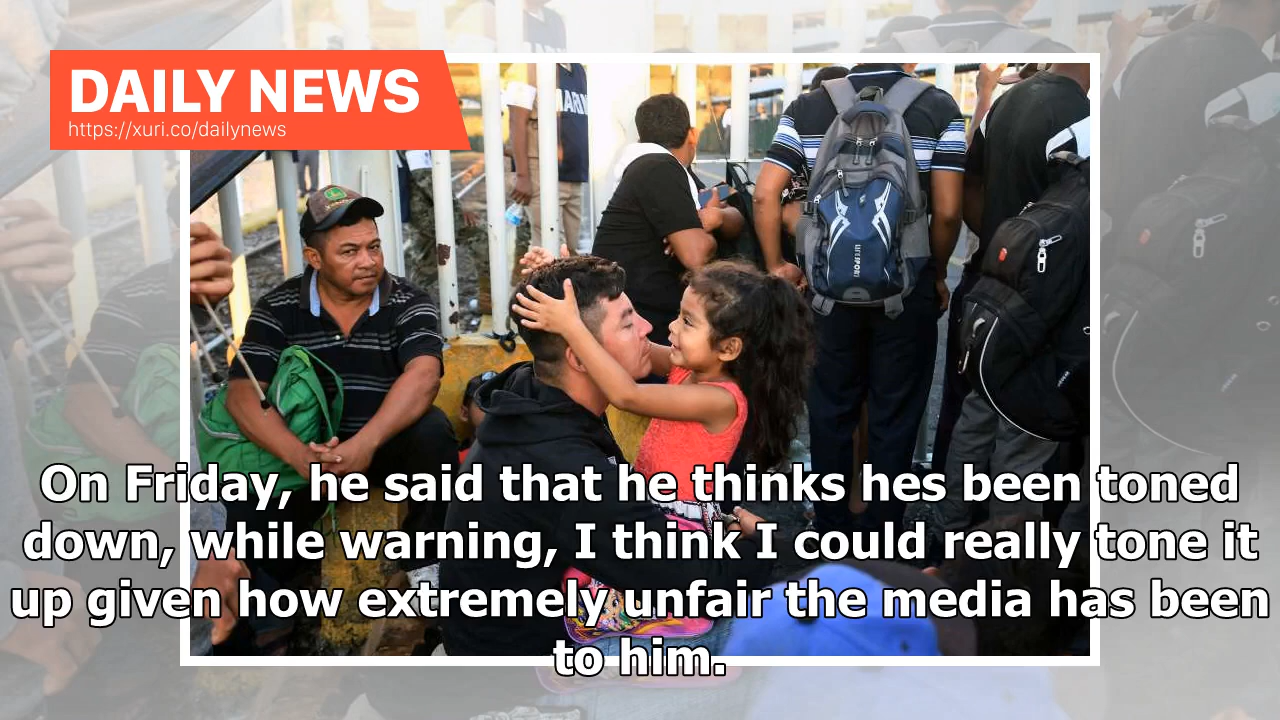 DAILY NEWS
https://xuri.co/dailynews
MARIN
On Friday, he said that he thinks hes been toned
down, while warning, I think I could really tone it
up given how extremely unfair the media has been
to him.